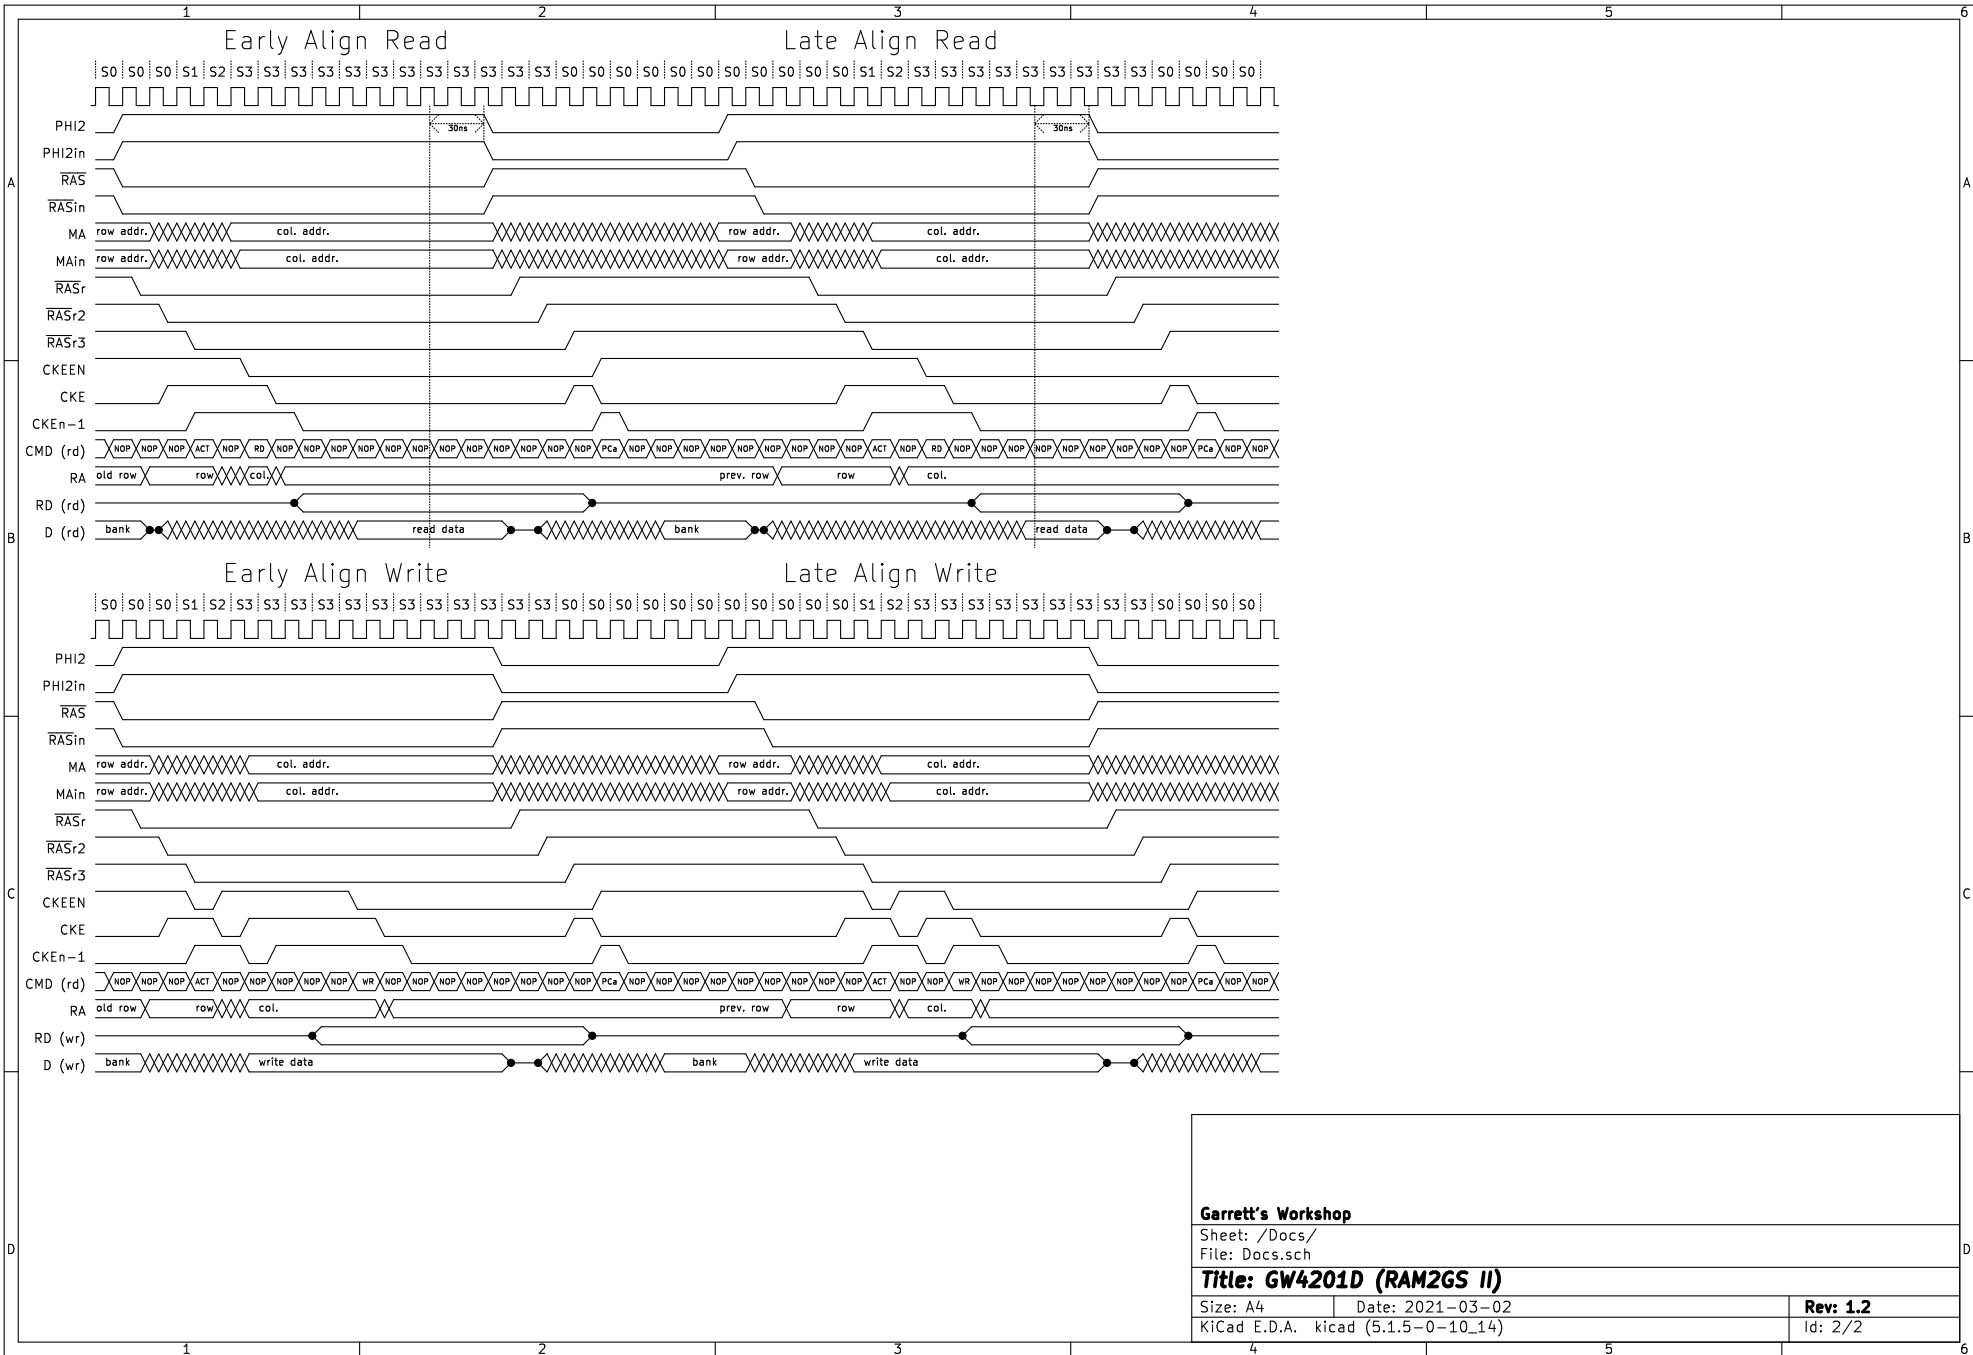 1 2 3 4 5 6
Early Align Read Late Align Read
S0 S0 S0 S1 S2 S3 S3 S3 S3 S3 S3 S3 S3 S3 S3 S3 S3 S0 S0 S0 S0 S0 S0 S0 S0 S0 S0 S0 S1 S2 S3 S3 S3 S3 S3 S3 S3 S3 S3 S0 S0 S0 S0
PHI2 30ns 30ns
PHI2in
A RAS A
RASin
MA row addr. col. addr. row addr. col. addr.
MAin row addr. col. addr. row addr. col. addr.
RASr
RASr2
RASr3
CKEEN
CKE
CKEn-1
CMD (rd) NOP NOP NOP ACT NOP RD NOP NOP NOP NOP NOP NOP NOP NOP NOP NOP NOP NOP PCa NOP NOP NOP NOP NOP NOP NOP NOP NOP ACT NOP RD NOP NOP NOP NOP NOP NOP NOP NOP NOP PCa NOP NOP
RA old row row col. prev. row row col.
RD (rd)
B D (rd) bank read data bank read data B
Early Align Write Late Align Write
S0 S0 S0 S1 S2 S3 S3 S3 S3 S3 S3 S3 S3 S3 S3 S3 S3 S0 S0 S0 S0 S0 S0 S0 S0 S0 S0 S0 S1 S2 S3 S3 S3 S3 S3 S3 S3 S3 S3 S0 S0 S0 S0
PHI2
PHI2in
RAS
RASin
MA row addr. col. addr. row addr. col. addr.
MAin row addr. col. addr. row addr. col. addr.
RASr
RASr2
RASr3
C CKEEN C
CKE
CKEn-1
CMD (rd) NOP NOP NOP ACT NOP NOP NOP NOP NOP WR NOP NOP NOP NOP NOP NOP NOP NOP PCa NOP NOP NOP NOP NOP NOP NOP NOP NOP ACT NOP NOP WR NOP NOP NOP NOP NOP NOP NOP NOP PCa NOP NOP
RA old row row col. prev. row row col.
RD (wr)
D (wr) bank write data bank write data
Garrett's Workshop
Sheet: /Docs/
D File: Docs.sch D
Title: GW4201D (RAM2GS II)
Size: A4 Date: 2021-03-02 Rev: 1.2
KiCad E.D.A. kicad (5.1.5-0-10_14) Id: 2/2
1 2 3 4 5 6